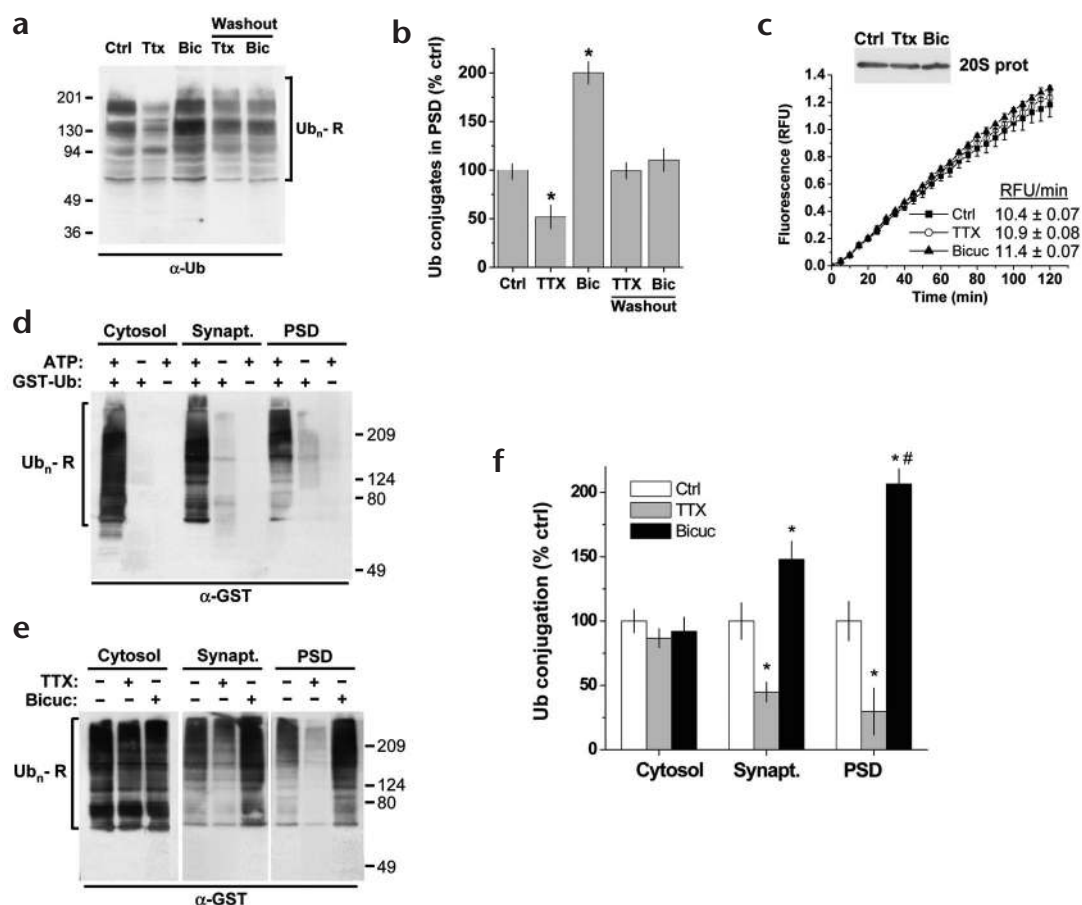 a
Washout
Ctrl Ttx Bic Ttx Bic
201
130
94
49
36
Ubn- R
α-Ub
b
Ub conjugates in PSD (% ctrl)
200
150
100
50
0
*
*
Ctrl TTX Bic TTX Bic
Washout
c
Ctrl Ttx Bic
20S prot
Fluorescence (RFU)
1.4
1.2
1.0
0.8
0.6
0.4
0.2
0.0
RFU/min
Ctrl 10.4 ± 0.07
TTX 10.9 ± 0.08
Bicuc 11.4 ± 0.07
0 20 40 60 80 100 120
Time (min)
d
Cytosol Synapt. PSD
ATP: + – + + – + + – +
GST-Ub: + + – + + – + + –
Ubn- R
209
124
80
49
α-GST
e
Cytosol Synapt. PSD
TTX: – + – – + – – + –
Bicuc: – – + – – + – – +
Ubn- R
209
124
80
49
α-GST
f
Ub conjugation (% ctrl)
200
150
100
50
0
Ctrl
TTX
Bicuc
*
*
*
* #
Cytosol Synapt. PSD